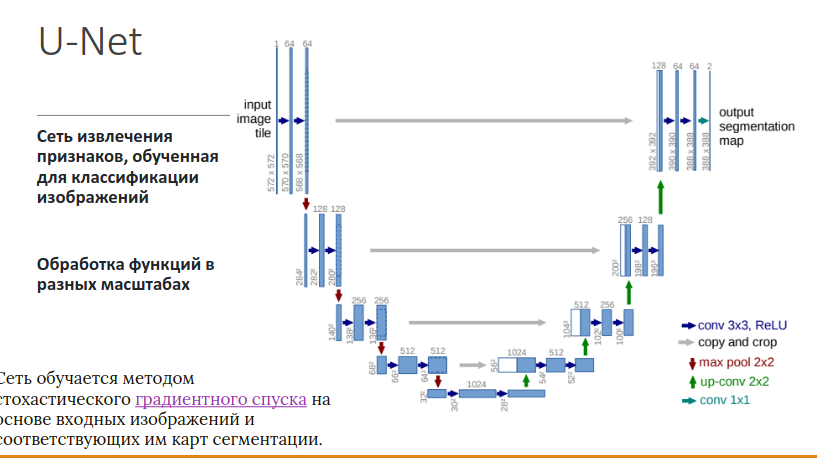 U-Net
Сеть извлечения
признаков, обученная
для классификации
изображений
Обработка функций в
разных масштабах
Сеть обучается методом
стохастического градиентного спуска на
основе входных изображений и
соответствующих им карт сегментации.
input
image
tile
1 64 64
572 x 572
570 x 570
568 x 568
128 128
284²
282²
280²
256 256
140²
138²
136²
512 512
68²
66²
64²
1024
32²
30²
28²
1024 512
56²
54²
52²
512 256
104²
102²
100²
256 128
200²
198²
196²
128 64 64 2
392 x 392
390 x 390
388 x 388
388 x 388
output
segmentation
map
conv 3x3, ReLU
copy and crop
max pool 2x2
up-conv 2x2
conv 1x1